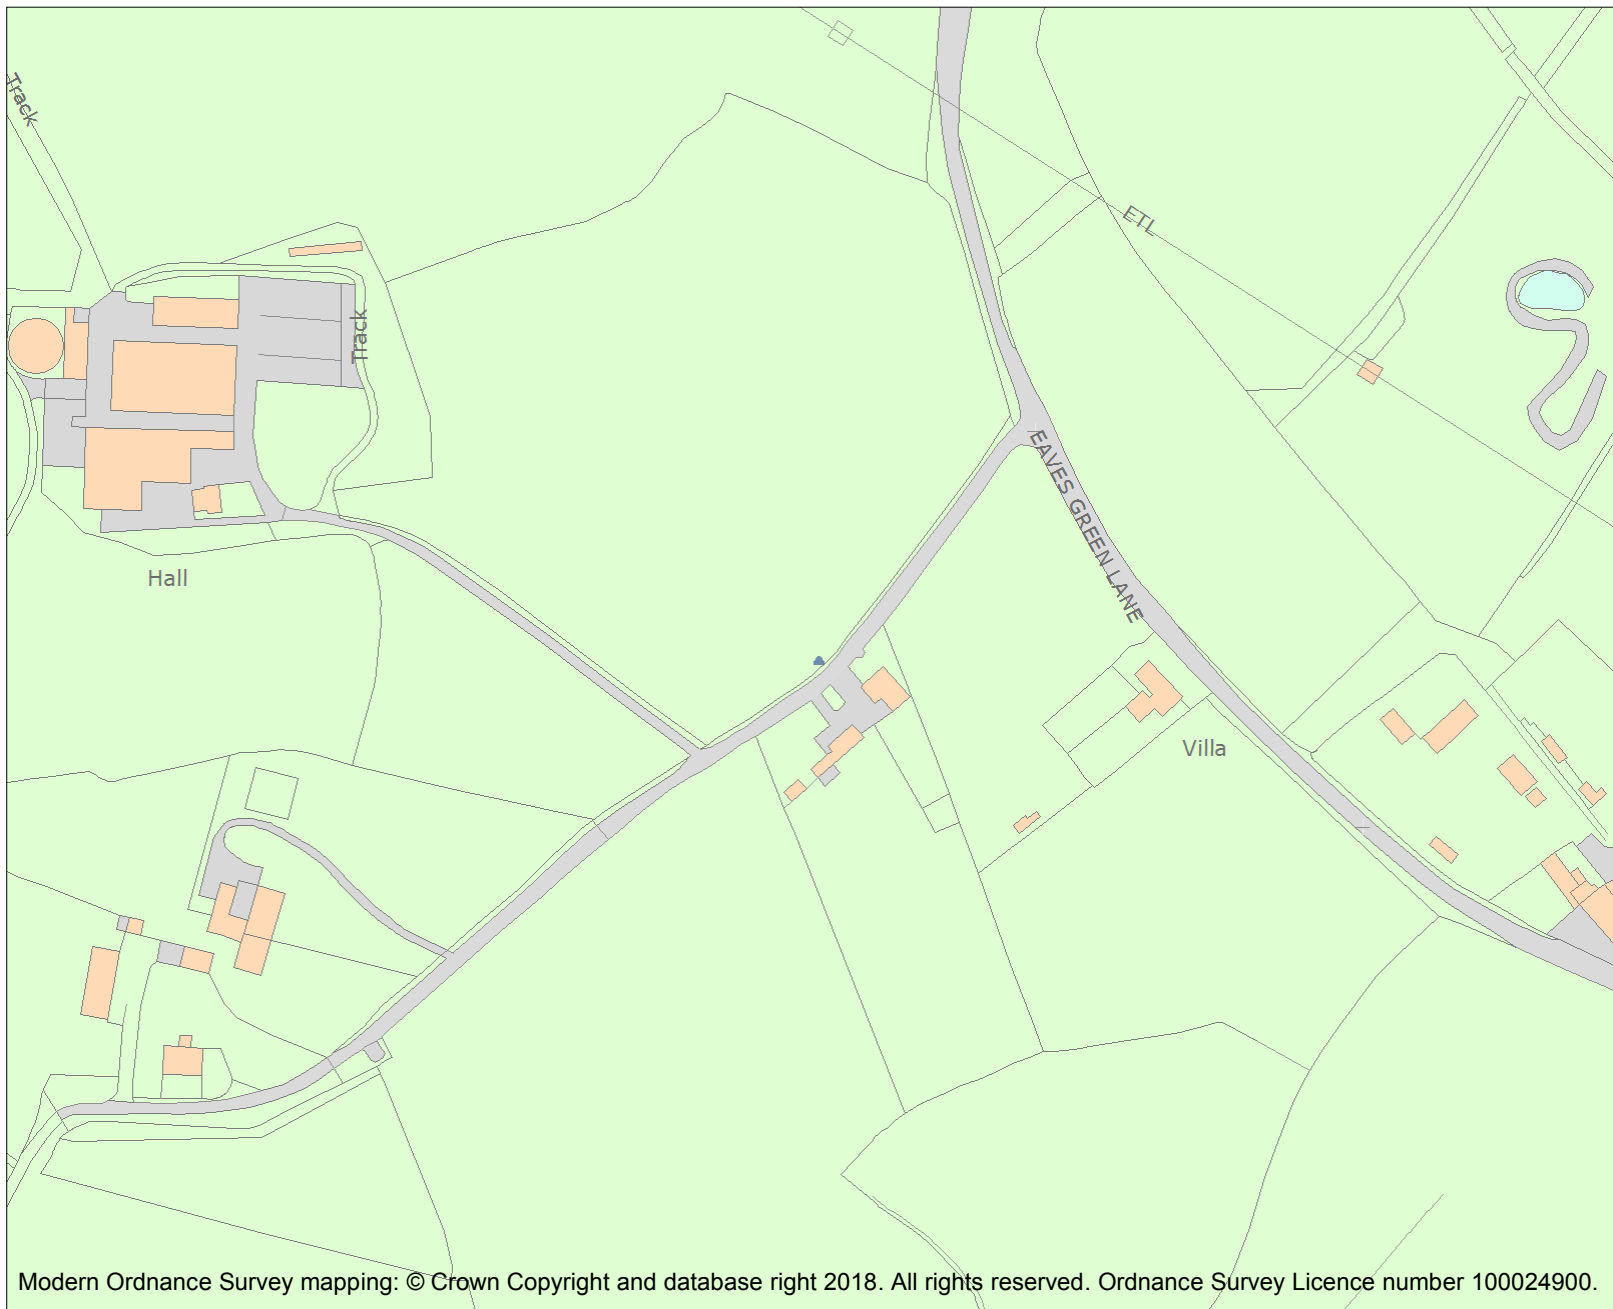 Track
ETL
Track
EAVES GREEN LANE
Hall
Villa
Modern Ordnance Survey mapping: © Crown Copyright and database right 2018. All rights reserved. Ordnance Survey Licence number 100024900.